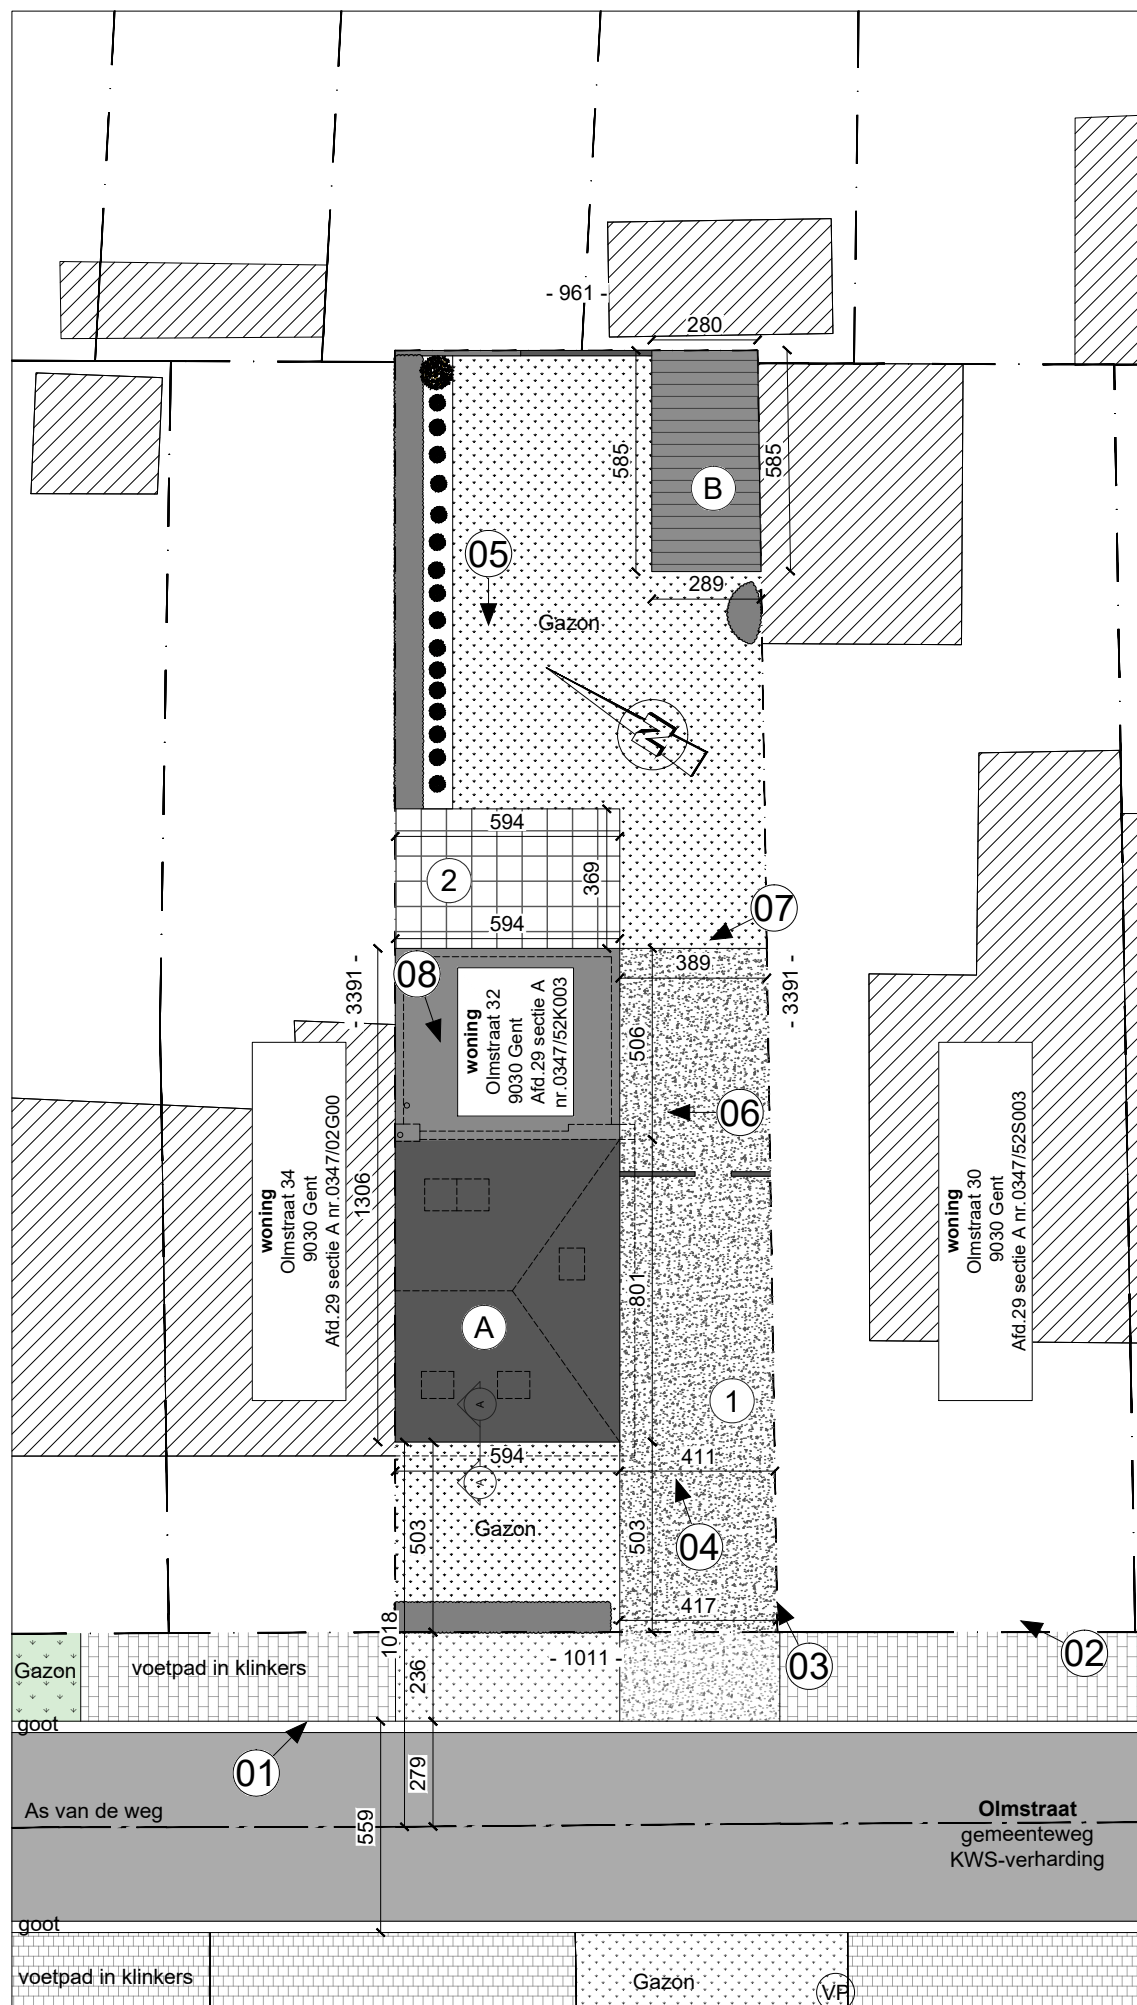 - 961 -
280
585
585
B
05
289
Gazon
N
594
2
369
07
594
08
389
- 3391 -
- 3391 -
woning
Olmstraat 32
9030 Gent
Afd.29 sectie A
nr.0347/52K003
506
06
woning
Olmstraat 34
9030 Gent
Afd.29 sectie A nr.0347/02G00
1306
woning
Olmstraat 30
9030 Gent
Afd.29 sectie A nr.0347/52S003
801
A
1
A
594
411
A
Gazon
503
503
04
417
1018
- 1011 -
02
03
Gazon
voetpad in klinkers
236
goot
01
279
As van de weg
559
Olmstraat
gemeenteweg
KWS-verharding
goot
voetpad in klinkers
Gazon
VP